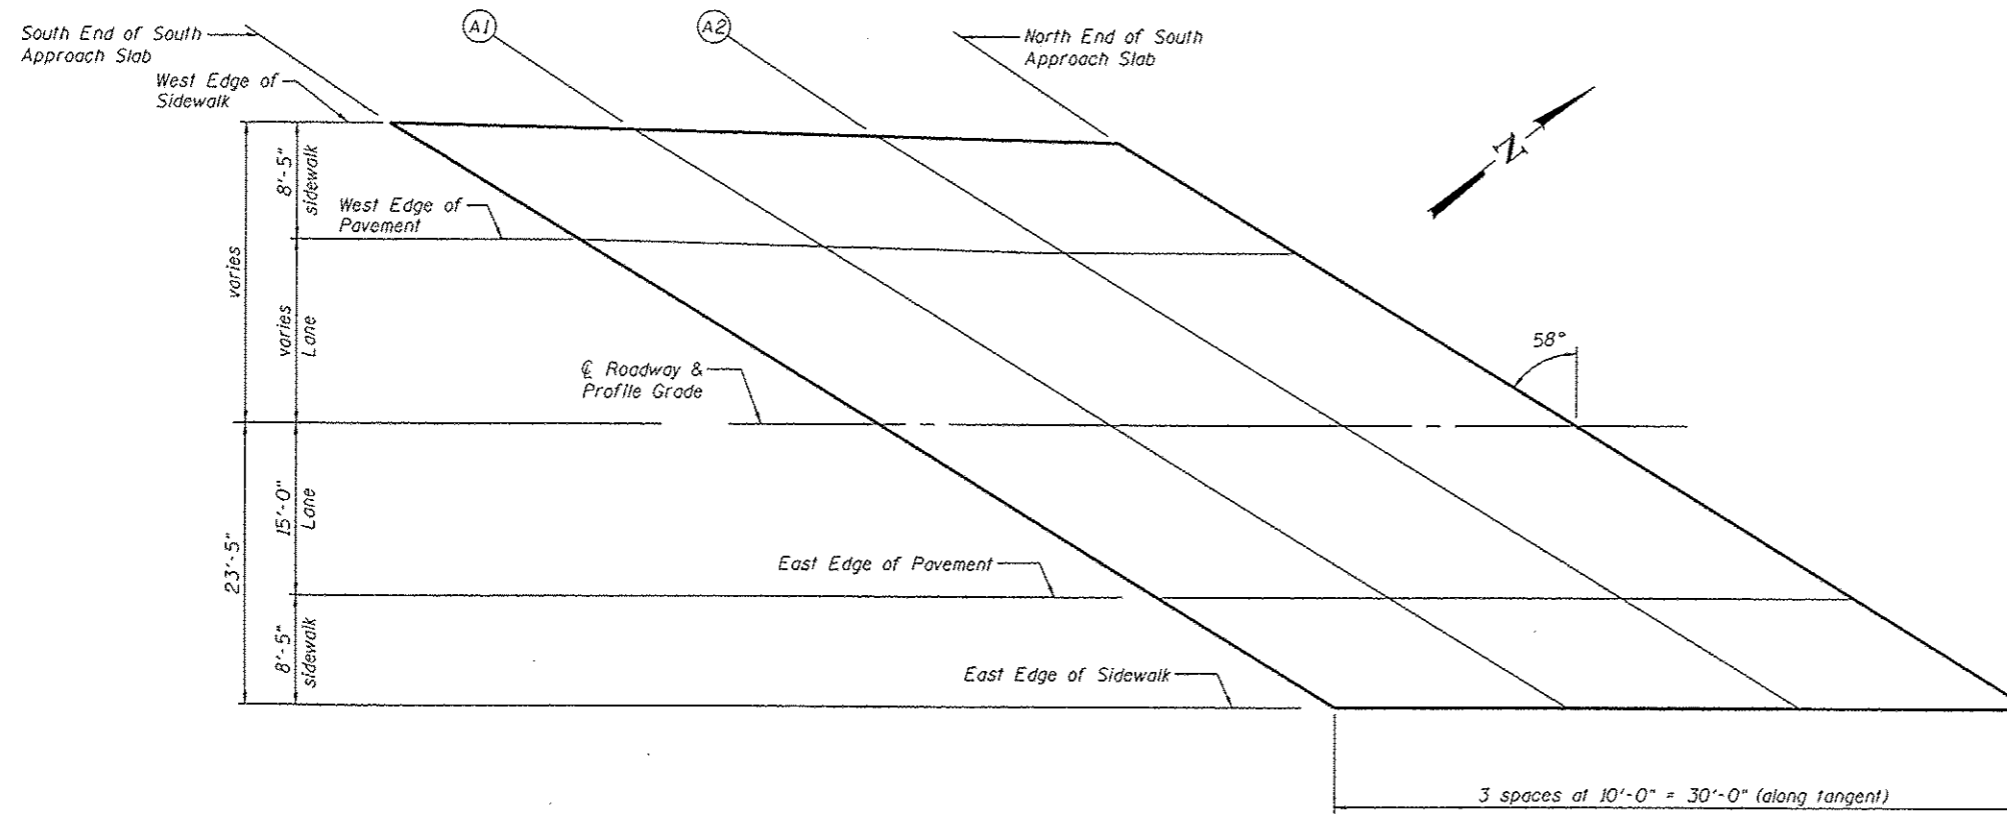 South End of South
Approach Slab
A1
A2
North End of South
Approach Slab
West Edge of
Sidewalk
8'-5"
sidewalk
N
West Edge of
Pavement
varies
varies
Lane
58°
℄ Roadway &
Profile Grade
15'-0"
Lane
23'-5"
East Edge of Pavement
8'-5"
sidewalk
East Edge of Sidewalk
3 spaces at 10'-0" = 30'-0" (along tangent)